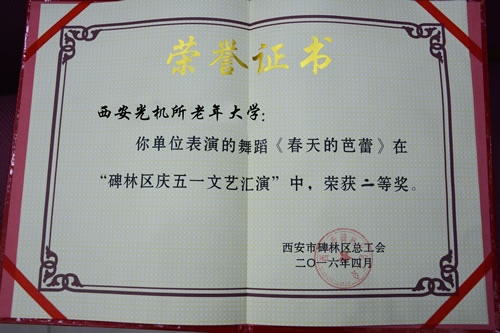 荣誉证书
西安光机所老年大学：
你单位表演的舞蹈《春天的芭蕾》在
“碑林区庆五一文艺汇演”中，荣获二等奖。
西安市碑林区总工会
二〇一六年四月